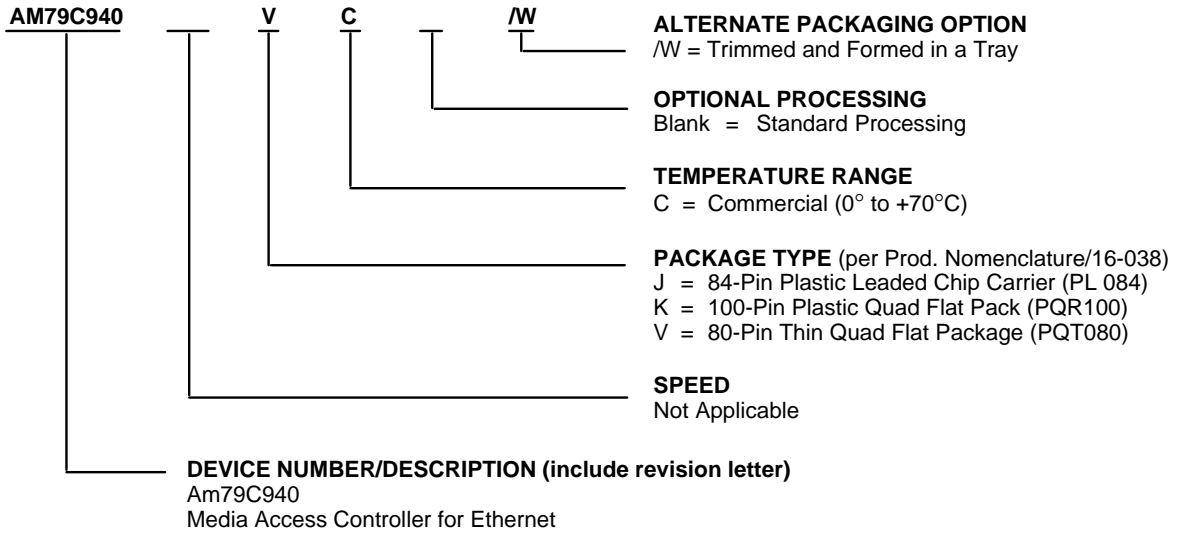 AM79C940 V C /W
ALTERNATE PACKAGING OPTION
/W = Trimmed and Formed in a Tray
OPTIONAL PROCESSING
Blank = Standard Processing
TEMPERATURE RANGE
C = Commercial (0° to +70°C)
PACKAGE TYPE (per Prod. Nomenclature/16-038)
J = 84-Pin Plastic Leaded Chip Carrier (PL 084)
K = 100-Pin Plastic Quad Flat Pack (PQR100)
V = 80-Pin Thin Quad Flat Package (PQT080)
SPEED
Not Applicable
DEVICE NUMBER/DESCRIPTION (include revision letter)
Am79C940
Media Access Controller for Ethernet